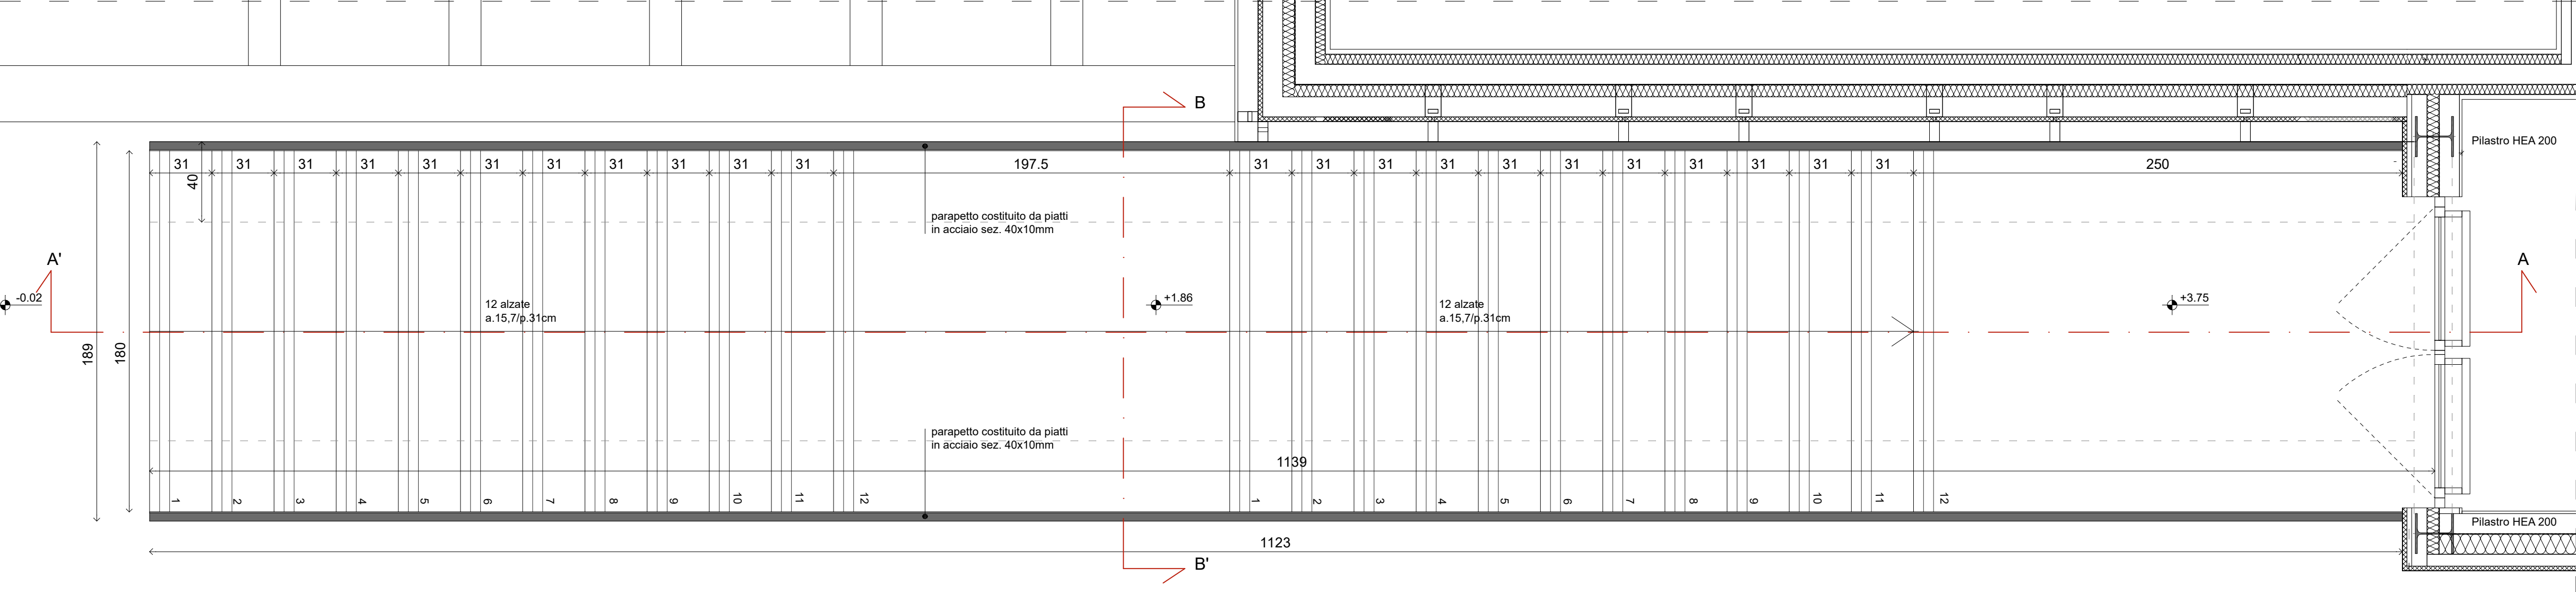 B
Pilastro HEA 200
31 31 31 31 31 31 31 31 31 31 31 197.5 31 31 31 31 31 31 31 31 31 31 31 250
40
parapetto costituito da piatti
in acciaio sez. 40x10mm
A'
A
-0.02
12 alzate
a.15,7/p.31cm
+1.86
12 alzate
a.15,7/p.31cm
+3.75
189
180
parapetto costituito da piatti
in acciaio sez. 40x10mm
1139
1 2 3 4 5 6 7 8 9 10 11 12 1 2 3 4 5 6 7 8 9 10 11 12
Pilastro HEA 200
1123
B'